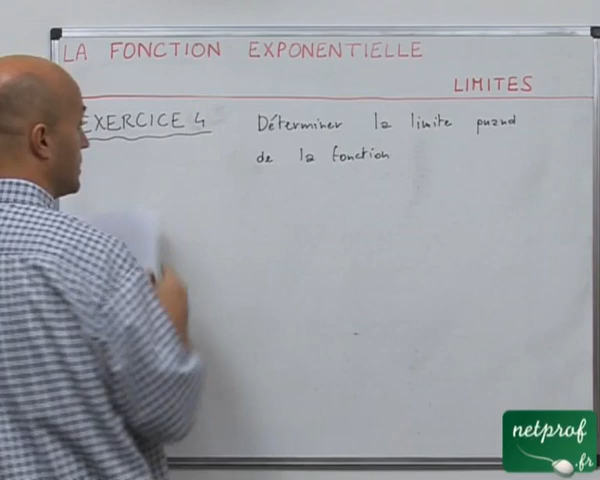 LA FONCTION EXPONENTIELLE
LIMITES
EXERCICE 4 Déterminer la limite quand
de la fonction
netprof
.fr